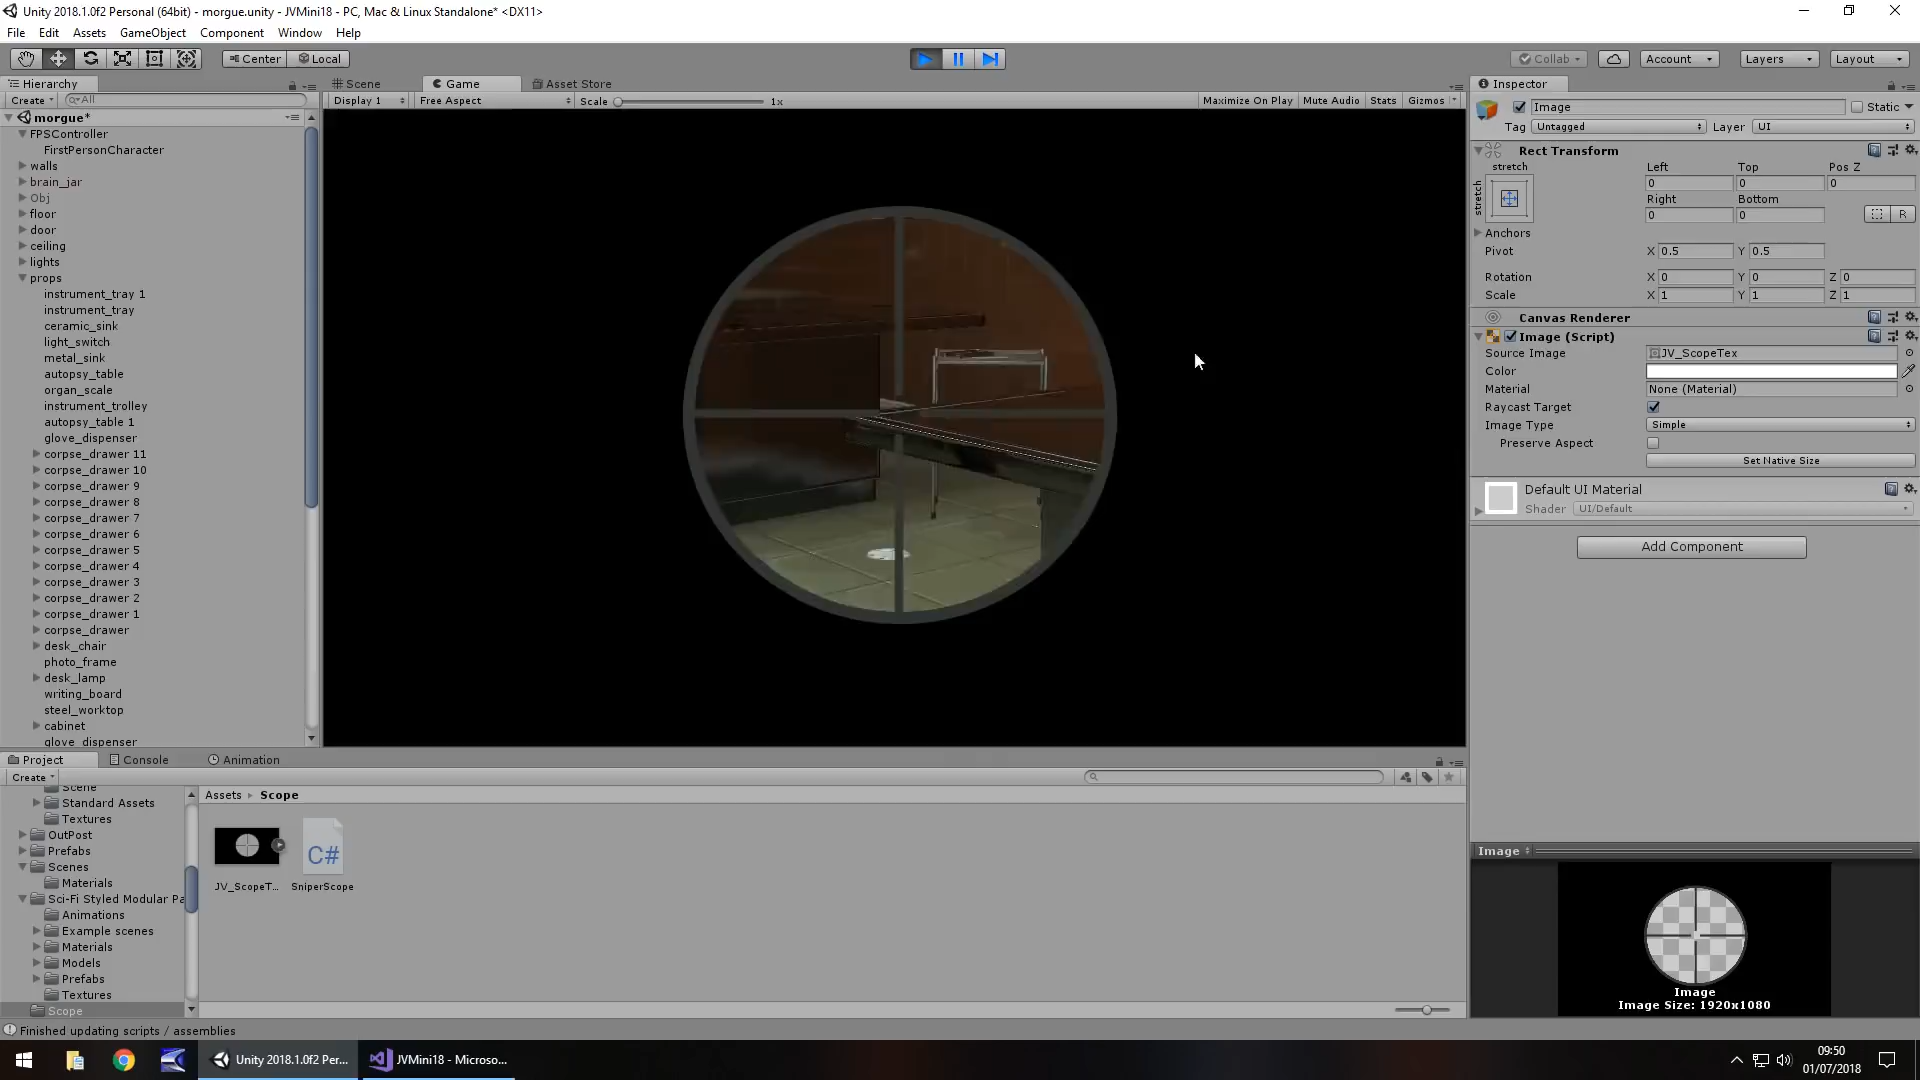 Unity 2018.1.0f2 Personal (64bit) - morgue.unity - JVMini18 - PC, Mac & Linux Standalone* <DX11>
File Edit Assets GameObject Component Window Help
Center Local Collab Account Layers Layout
Hierarchy
Create All
morgue*
FPSController
FirstPersonCharacter
walls
brain_jar
Obj
floor
door
ceiling
lights
props
instrument_tray 1
instrument_tray
ceramic_sink
light_switch
metal_sink
autopsy_table
organ_scale
instrument_trolley
autopsy_table 1
glove_dispenser
corpse_drawer 11
corpse_drawer 10
corpse_drawer 9
corpse_drawer 8
corpse_drawer 7
corpse_drawer 6
corpse_drawer 5
corpse_drawer 4
corpse_drawer 3
corpse_drawer 2
corpse_drawer 1
corpse_drawer
desk_chair
photo_frame
desk_lamp
writing_board
steel_worktop
cabinet
glove_dispenser
Scene Game Asset Store
Display 1 Free Aspect Scale 1x Maximize On Play Mute Audio Stats Gizmos
Inspector
Image Static
Tag Untagged Layer UI
Rect Transform
stretch Left Top Pos Z
stretch 0 0 0
Right Bottom
0 0 R
Anchors
Pivot X 0.5 Y 0.5
Rotation X 0 Y 0 Z 0
Scale X 1 Y 1 Z 1
Canvas Renderer
Image (Script)
Source Image JV_ScopeTex
Color
Material None (Material)
Raycast Target
Image Type Simple
Preserve Aspect
Set Native Size
Default UI Material
Shader UI/Default
Add Component
Project Console Animation
Create
Scene
Standard Assets
Textures
OutPost
Prefabs
Scenes
Materials
Sci-Fi Styled Modular Pa
Animations
Example scenes
Materials
Models
Prefabs
Textures
Scope
Assets Scope
C#
JV_ScopeT... SniperScope
Image
Image
Image Size: 1920x1080
Finished updating scripts / assemblies
Unity 2018.1.0f2 Per... JVMini18 - Microso...
09:50
01/07/2018